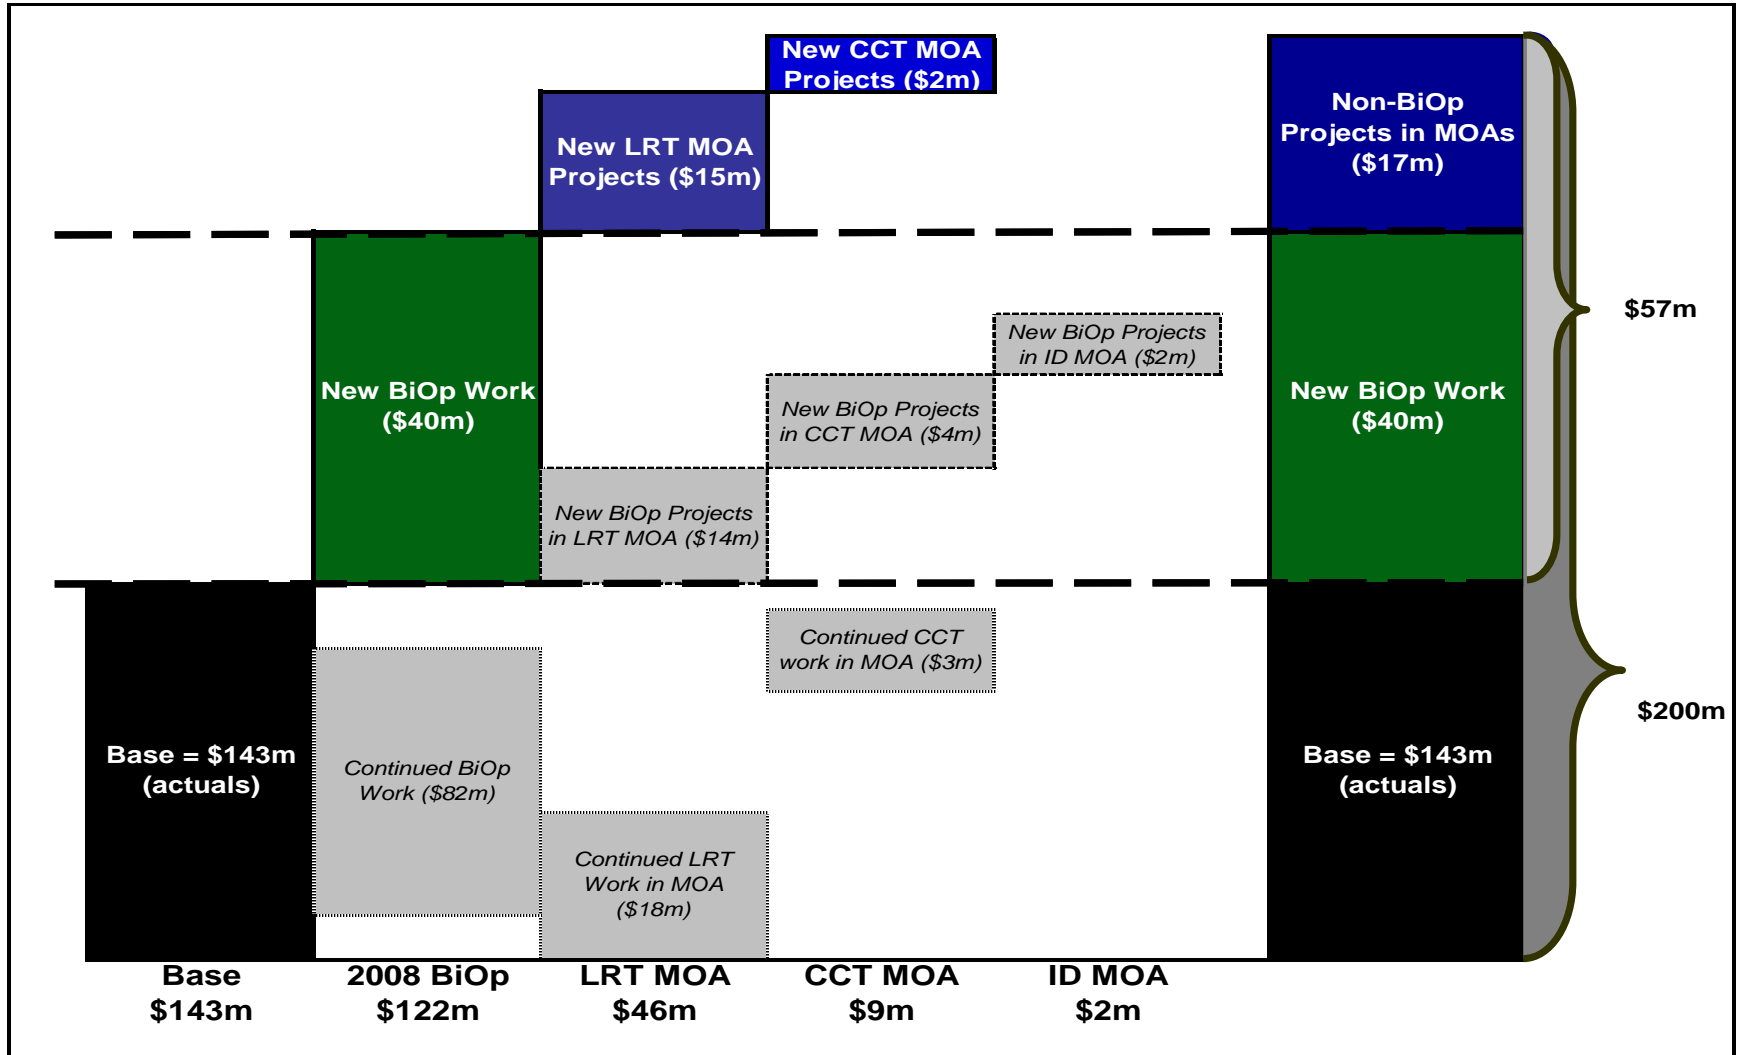 New CCT MOA
Projects ($2m)
New LRT MOA
Projects ($15m)
Non-BiOp
Projects in MOAs
($17m)
$57m
New BiOp Work
($40m)
New BiOp Projects
in LRT MOA ($14m)
New BiOp Projects
in CCT MOA ($4m)
New BiOp Projects
in ID MOA ($2m)
New BiOp Work
($40m)
Base = $143m
(actuals)
Continued BiOp
Work ($82m)
Continued LRT
Work in MOA
($18m)
Continued CCT
work in MOA ($3m)
Base = $143m
(actuals)
$200m
Base
$143m
2008 BiOp
$122m
LRT MOA
$46m
CCT MOA
$9m
ID MOA
$2m